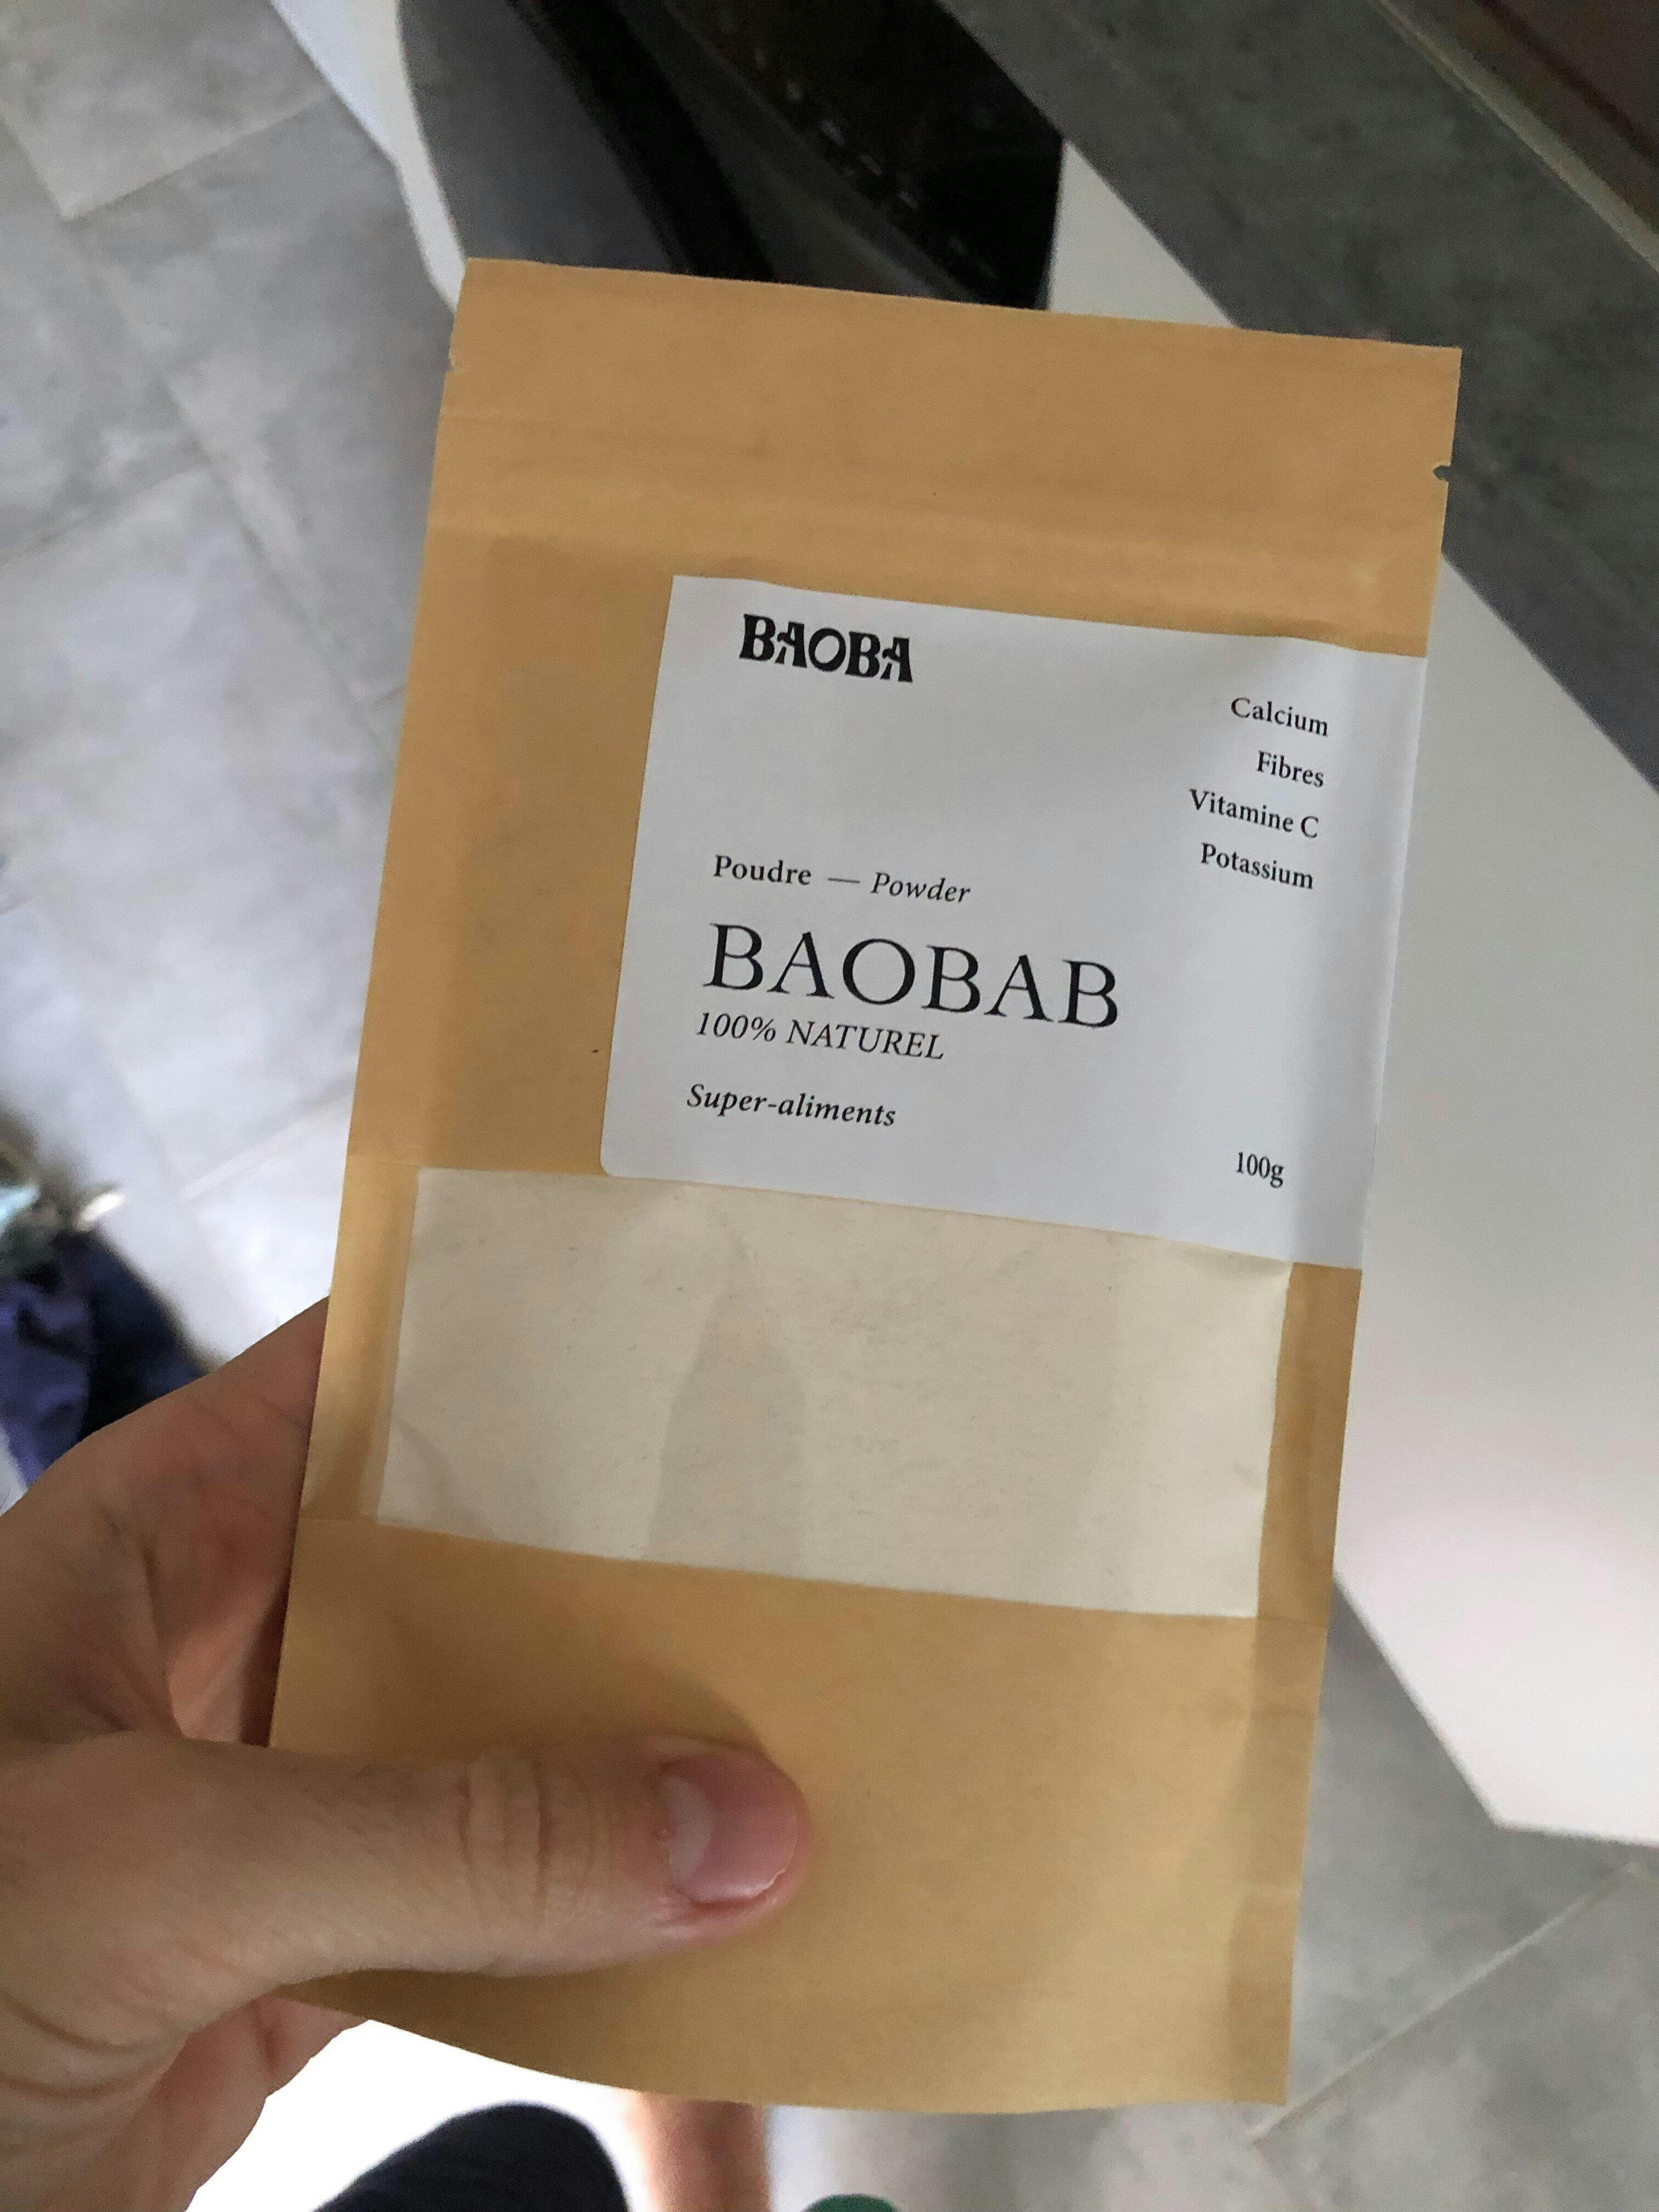 BAOBA
Calcium
Fibres
Vitamine C
Potassium
Poudre — Powder
BAOBAB
100% NATUREL
Super-aliments
100g